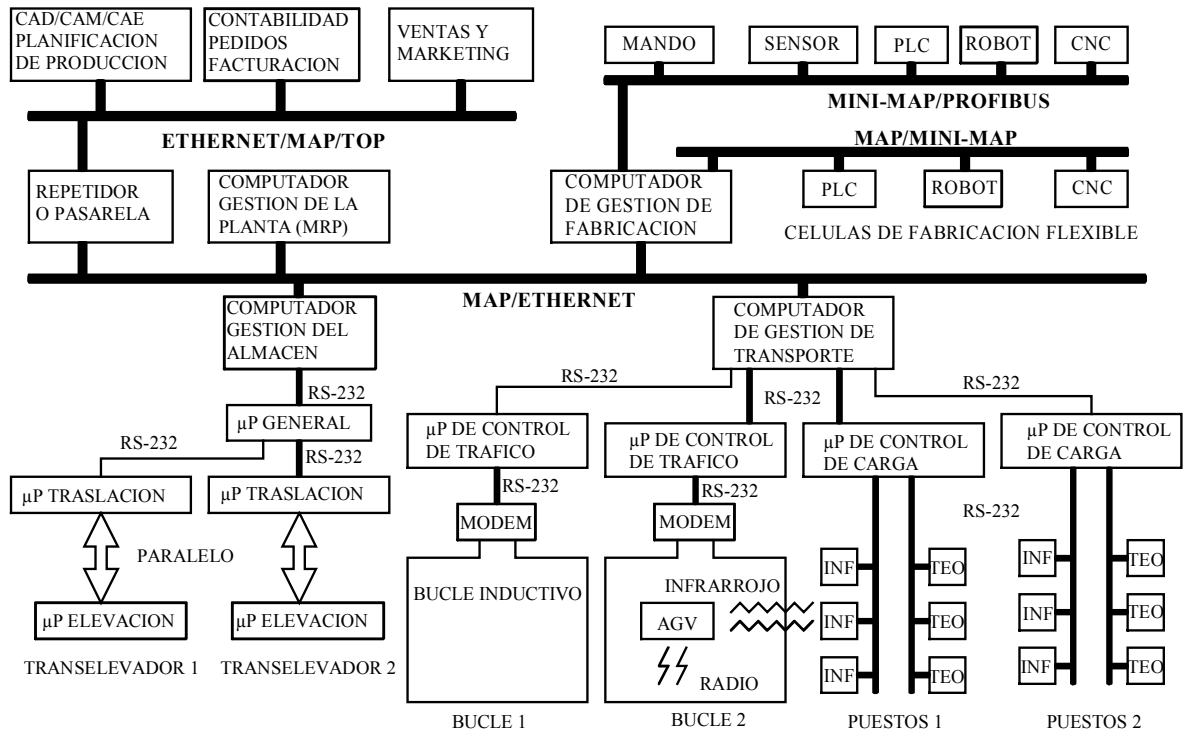 CAD/CAM/CAE
PLANIFICACION
DE PRODUCCION
CONTABILIDAD
PEDIDOS
FACTURACION
VENTAS Y
MARKETING
MANDO
SENSOR
PLC
ROBOT
CNC
MINI-MAP/PROFIBUS
ETHERNET/MAP/TOP
MAP/MINI-MAP
REPETIDOR
O PASARELA
COMPUTADOR
GESTION DE LA
PLANTA (MRP)
COMPUTADOR
DE GESTION DE
FABRICACION
PLC
ROBOT
CNC
CELULAS DE FABRICACION FLEXIBLE
MAP/ETHERNET
COMPUTADOR
GESTION DEL
ALMACEN
COMPUTADOR
DE GESTION DE
TRANSPORTE
RS-232
RS-232
RS-232
RS-232
µP GENERAL
RS-232
RS-232
µP DE CONTROL
DE TRAFICO
µP DE CONTROL
DE TRAFICO
µP DE CONTROL
DE CARGA
µP DE CONTROL
DE CARGA
µP TRASLACION
µP TRASLACION
RS-232
RS-232
RS-232
MODEM
MODEM
PARALELO
BUCLE INDUCTIVO
INFRARROJO
AGV
RADIO
INF
TEO
INF
TEO
INF
TEO
INF
TEO
INF
TEO
INF
TEO
µP ELEVACION
µP ELEVACION
TRANSELEVADOR 1
TRANSELEVADOR 2
BUCLE 1
BUCLE 2
PUESTOS 1
PUESTOS 2